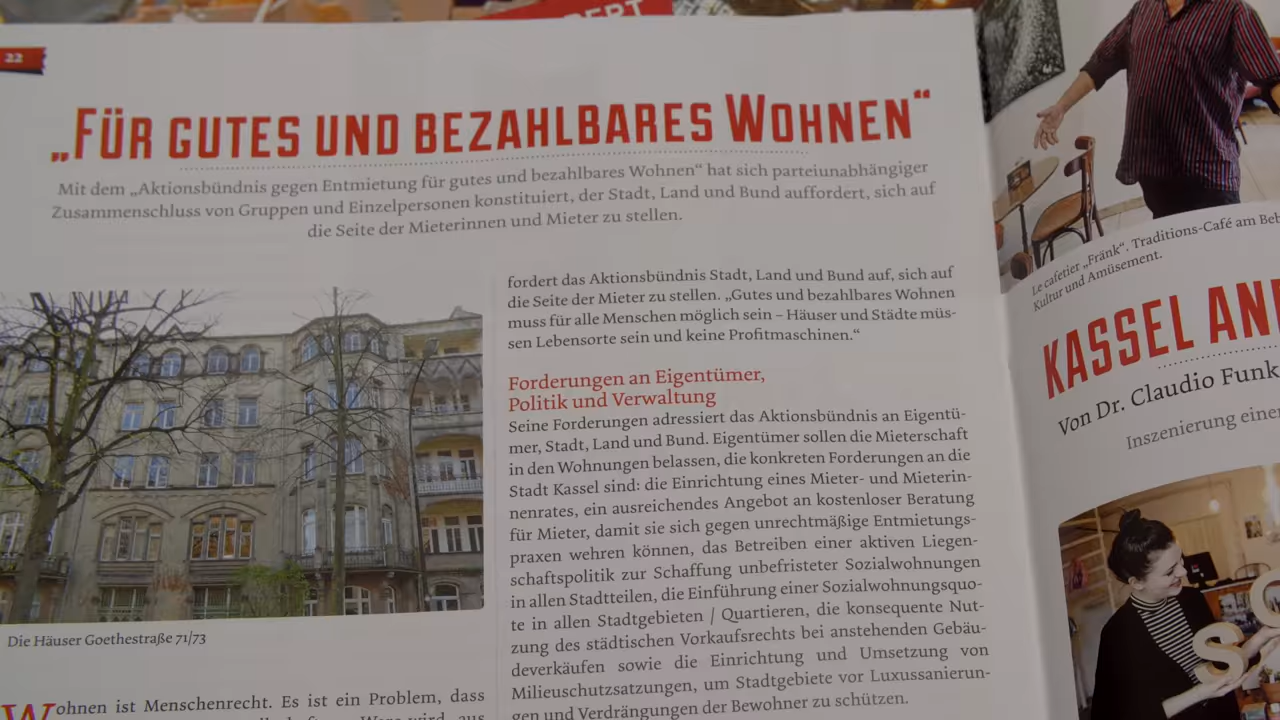 22
„FÜR GUTES UND BEZAHLBARES WOHNEN“
Mit dem „Aktionsbündnis gegen Entmietung für gutes und bezahlbares Wohnen“ hat sich parteiunabhängiger
Zusammenschluss von Gruppen und Einzelpersonen konstituiert, der Stadt, Land und Bund auffordert, sich auf
die Seite der Mieterinnen und Mieter zu stellen.
Die Häuser Goethestraße 71/73
Wohnen ist Menschenrecht. Es ist ein Problem, dass
fordert das Aktionsbündnis Stadt, Land und Bund auf, sich auf
die Seite der Mieter zu stellen. „Gutes und bezahlbares Wohnen
muss für alle Menschen möglich sein – Häuser und Städte müs-
sen Lebensorte sein und keine Profitmaschinen.“
Forderungen an Eigentümer,
Politik und Verwaltung
Seine Forderungen adressiert das Aktionsbündnis an Eigentü-
mer, Stadt, Land und Bund. Eigentümer sollen die Mieterschaft
in den Wohnungen belassen, die konkreten Forderungen an die
Stadt Kassel sind: die Einrichtung eines Mieter- und Mieterin-
nenrates, ein ausreichendes Angebot an kostenloser Beratung
für Mieter, damit sie sich gegen unrechtmäßige Entmietungs-
praxen wehren können, das Betreiben einer aktiven Liegen-
schaftspolitik zur Schaffung unbefristeter Sozialwohnungen
in allen Stadtteilen, die Einführung einer Sozialwohnungsquo-
te in allen Stadtgebieten / Quartieren, die konsequente Nut-
zung des städtischen Vorkaufsrechts bei anstehenden Gebäu-
deverkäufen sowie die Einrichtung und Umsetzung von
Milieuschutzsatzungen, um Stadtgebiete vor Luxussanierun-
gen und Verdrängungen der Bewohner zu schützen.
Le cafetier „Fränk“. Traditions-Café am Beb
Kultur und Amüsement.
KASSEL AN
Von Dr. Claudio Funk
Inszenierung einer